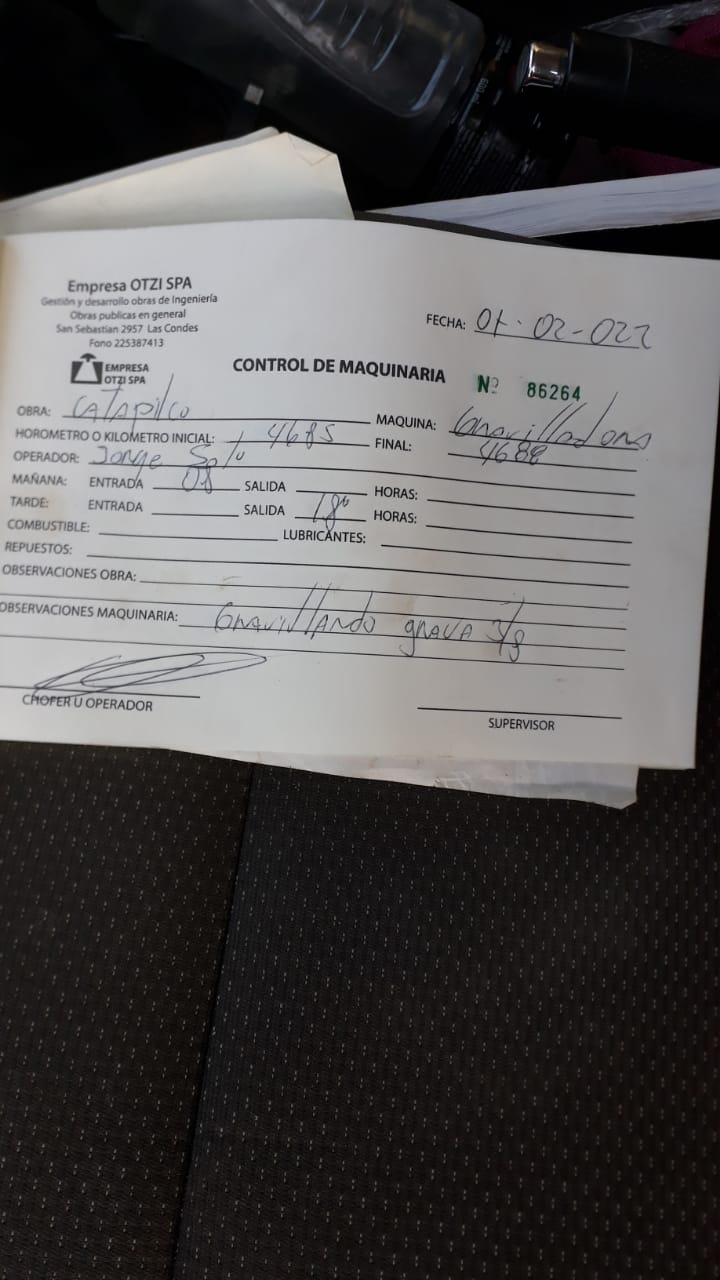 Empresa OTZI SPA
Gestión y desarrollo obras de Ingeniería
Obras publicas en general
San Sebastian 2957 Las Condes
Fono 225387413
EMPRESA
OTZI SPA
FECHA: 01-02-022
CONTROL DE MAQUINARIA
Nº 86264
OBRA: CATAPilco MAQUINA: Gravilladora
HOROMETRO O KILOMETRO INICIAL: 4685 FINAL: 4688
OPERADOR: Jorge Soto
MAÑANA: ENTRADA 08 SALIDA HORAS:
TARDE: ENTRADA SALIDA 18 HORAS:
COMBUSTIBLE: LUBRICANTES:
REPUESTOS:
OBSERVACIONES OBRA:
OBSERVACIONES MAQUINARIA: GRAVillANDO GRAVA 3/8
CHOFER U OPERADOR
SUPERVISOR